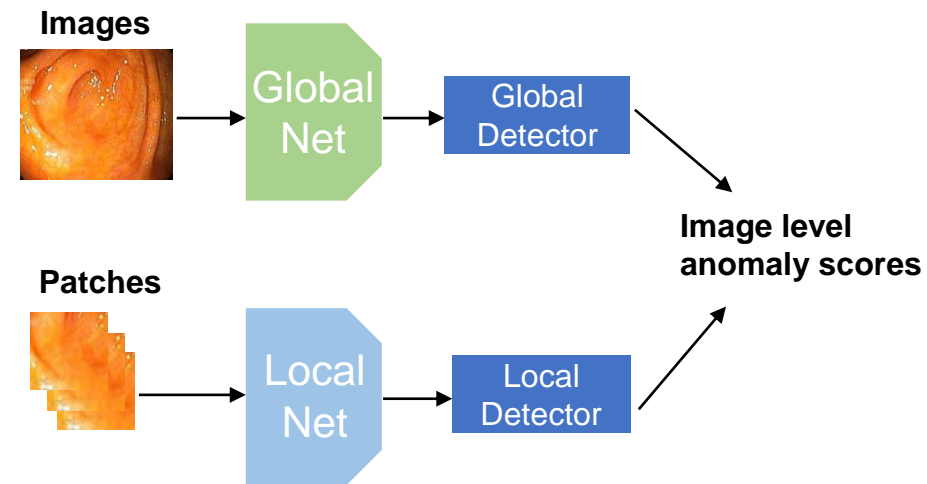 Images
Global
Net
Global
Detector
Image level
anomaly scores
Patches
Local
Net
Local
Detector